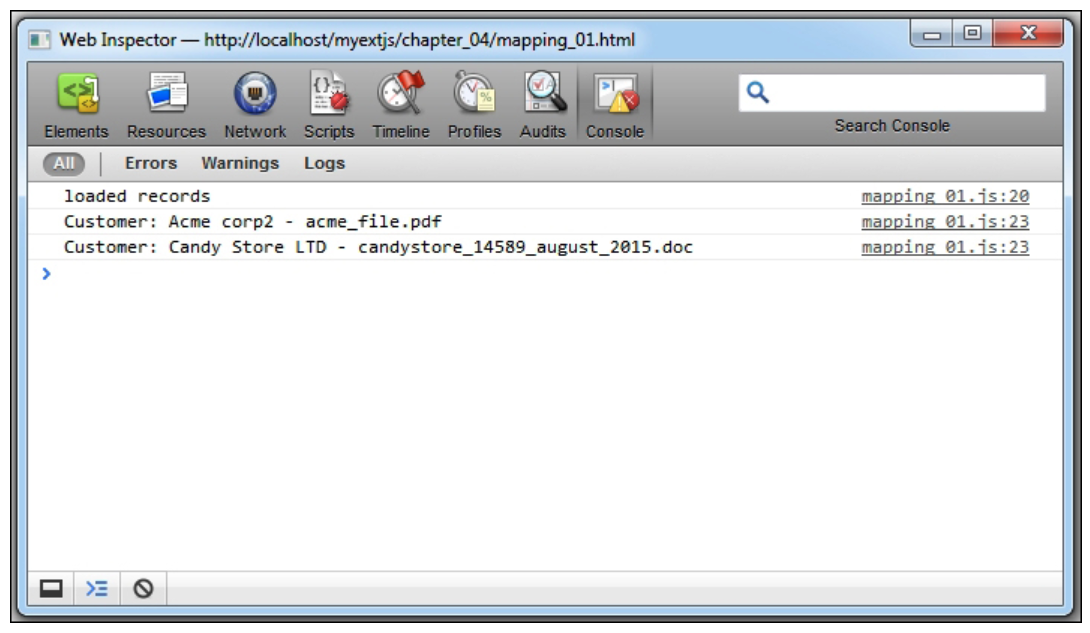 Web Inspector — http://localhost/myextjs/chapter_04/mapping_01.html
Elements Resources Network Scripts Timeline Profiles Audits Console Search Console
All Errors Warnings Logs
loaded records mapping_01.js:20
Customer: Acme corp2 - acme_file.pdf mapping_01.js:23
Customer: Candy Store LTD - candystore_14589_august_2015.doc mapping_01.js:23